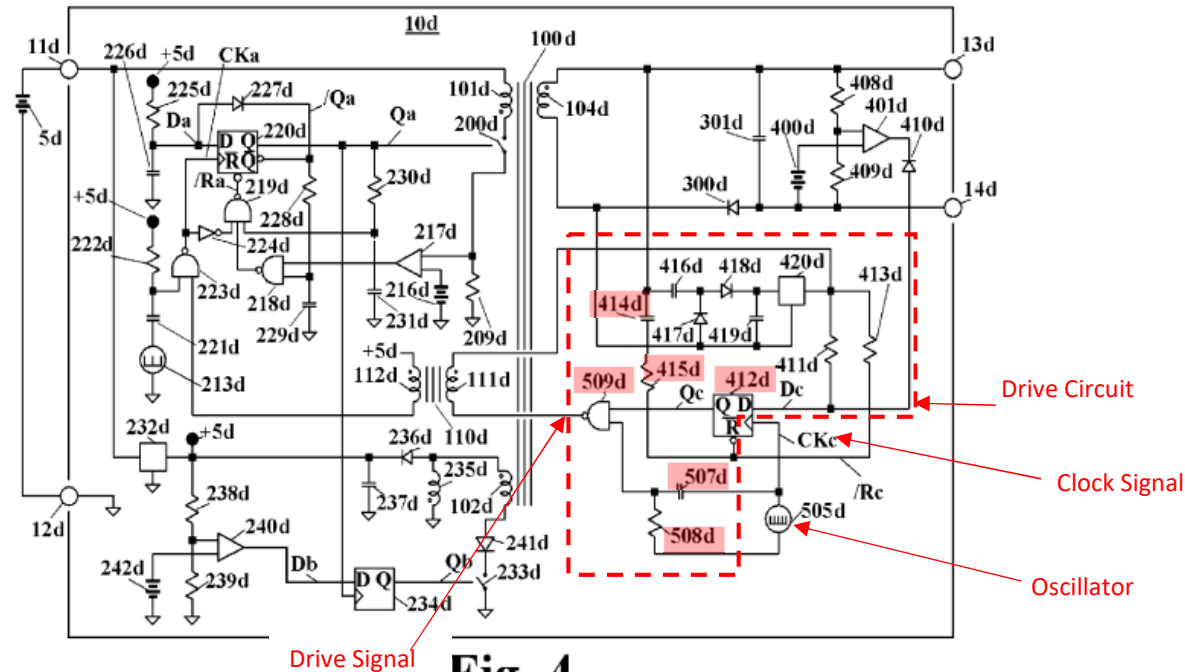 10d
11d
226d
+5d
CKa
100d
13d
225d
227d
/Qa
101d
104d
408d
401d
5d
Da
220d
Qa
200d
301d
400d
410d
D Q
R Q
/Ra
219d
230d
300d
409d
14d
+5d
228d
222d
224d
217d
416d
418d
420d
413d
223d
218d
216d
414d
229d
231d
209d
417d
419d
221d
+5d
411d
213d
112d
111d
509d
415d
412d
Qc
Q D
Dc
R
Drive Circuit
232d
+5d
236d
110d
CKc
235d
507d
/Rc
Clock Signal
12d
238d
237d
102d
508d
505d
240d
241d
242d
Db
Qb
233d
D Q
239d
234d
Oscillator
Drive Signal
Fig. 4